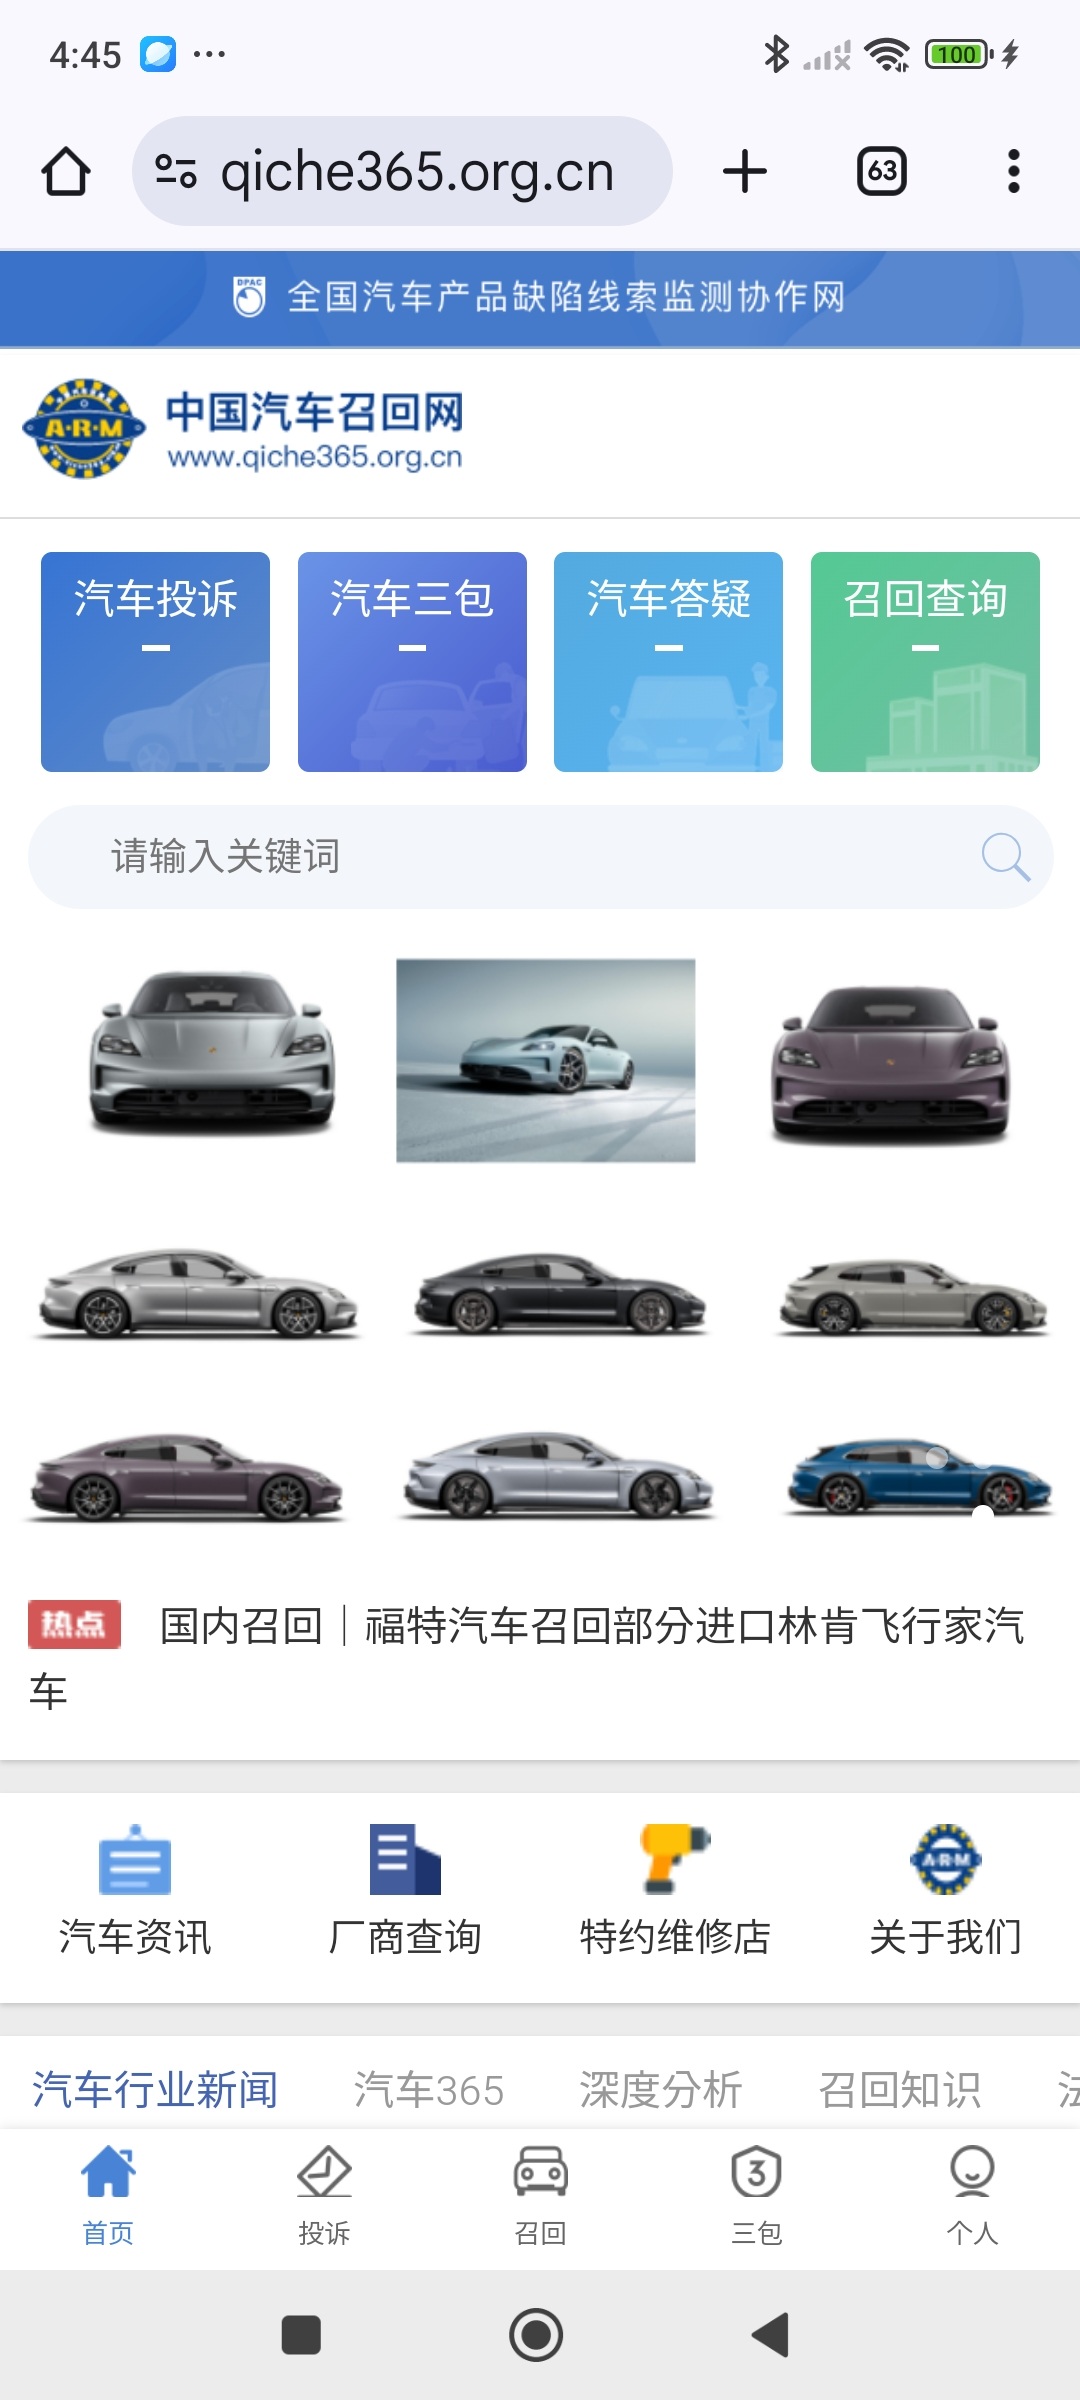 4:45
100
qiche365.org.cn
63
DPAC
全国汽车产品缺陷线索监测协作网
A·R·M
中国汽车召回网
www.qiche365.org.cn
汽车投诉
汽车三包
汽车答疑
召回查询
请输入关键词
热点 国内召回｜福特汽车召回部分进口林肯飞行家汽
车
ARM
汽车资讯
厂商查询
特约维修店
关于我们
汽车行业新闻
汽车365
深度分析
召回知识
3
首页
投诉
召回
三包
个人